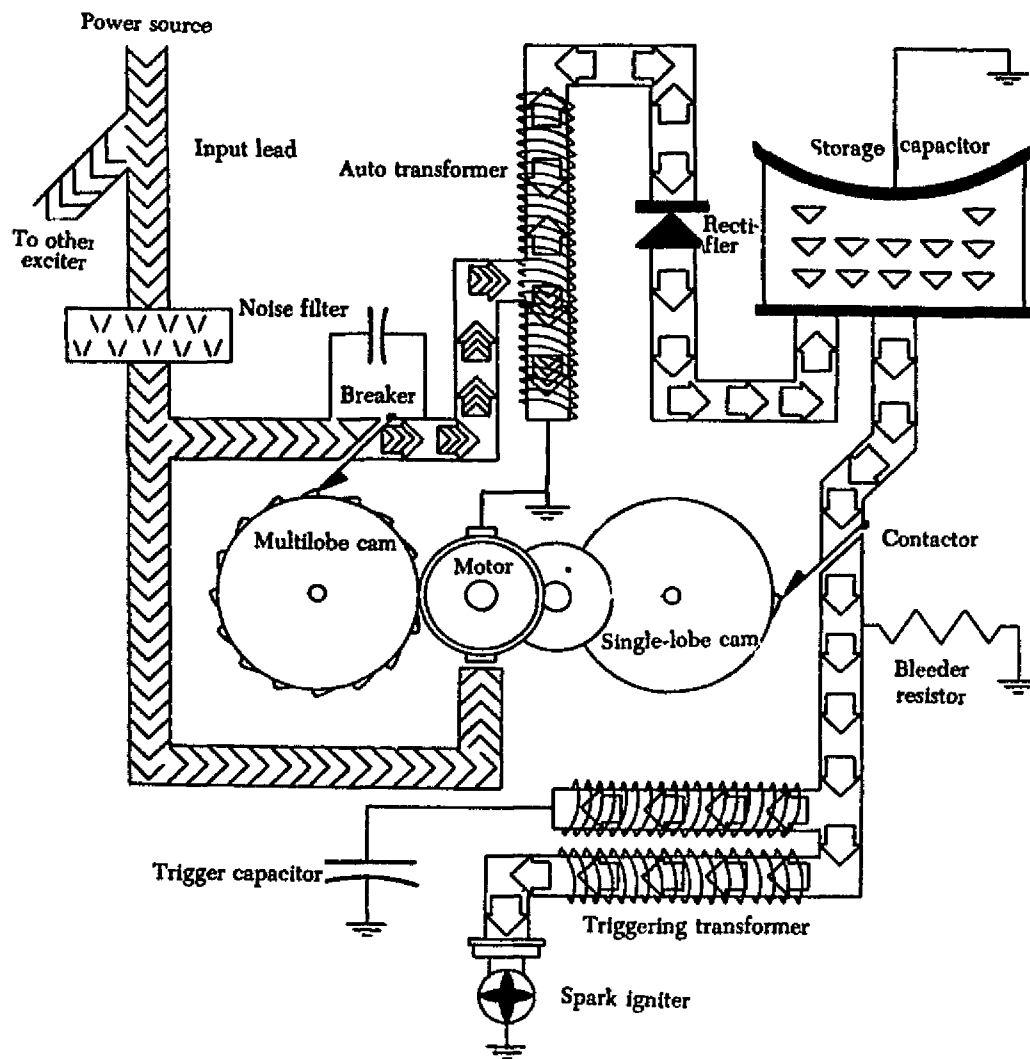 Power source
Input lead
Auto transformer
Storage capacitor
To other
exciter
Recti-
fier
Noise filter
Breaker
Multilobe cam
Motor
Contactor
Single-lobe cam
Bleeder
resistor
Trigger capacitor
Triggering transformer
Spark igniter